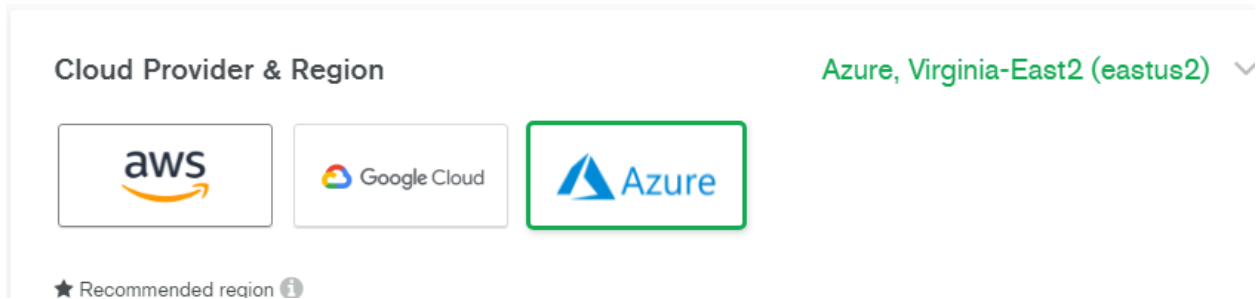 Cloud Provider & Region
Azure, Virginia-East2 (eastus2)
aws
Google Cloud
Azure
Recommended region